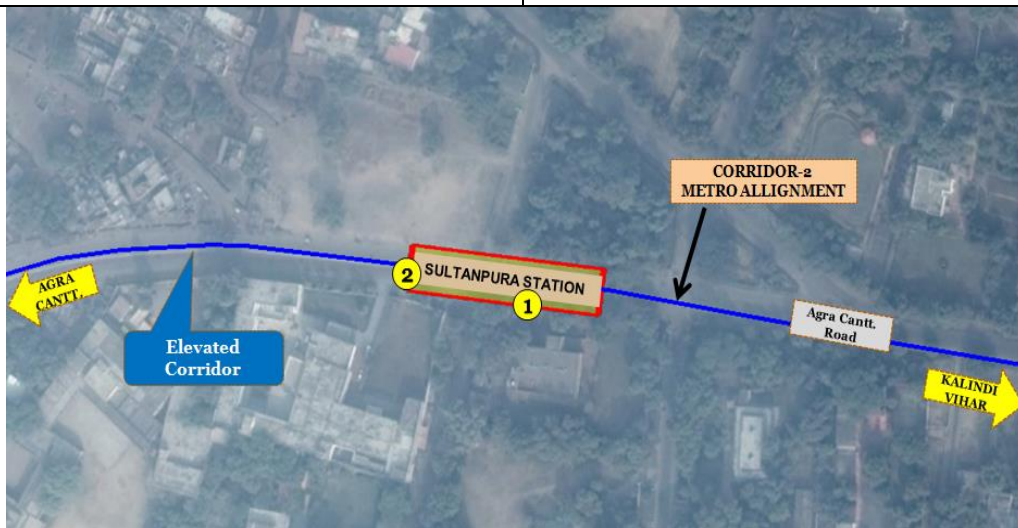 CORRIDOR-2
METRO ALLIGNMENT
AGRA
CANTT.
2
SULTANPURA STATION
1
Agra Cantt.
Road
Elevated
Corridor
KALINDI
VIHAR